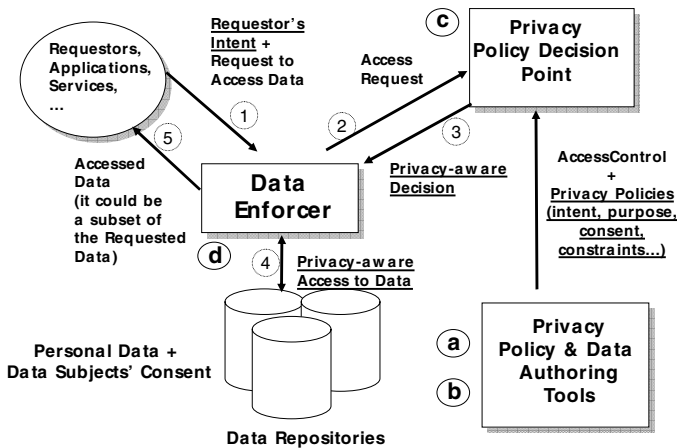 Requestors,
Applications,
Services,
…
Requestor's
Intent +
Request to
Access Data
1
5
Accessed
Data
(it could be
a subset of
the Requested
Data)
Access
Request
2
3
c
Privacy
Policy Decision
Point
Privacy-aware
Decision
Data
Enforcer
d
4
Privacy-aware
Access to Data
AccessControl
+
Privacy Policies
(intent, purpose,
consent,
constraints…)
Personal Data +
Data Subjects' Consent
Data Repositories
a
b
Privacy
Policy & Data
Authoring
Tools